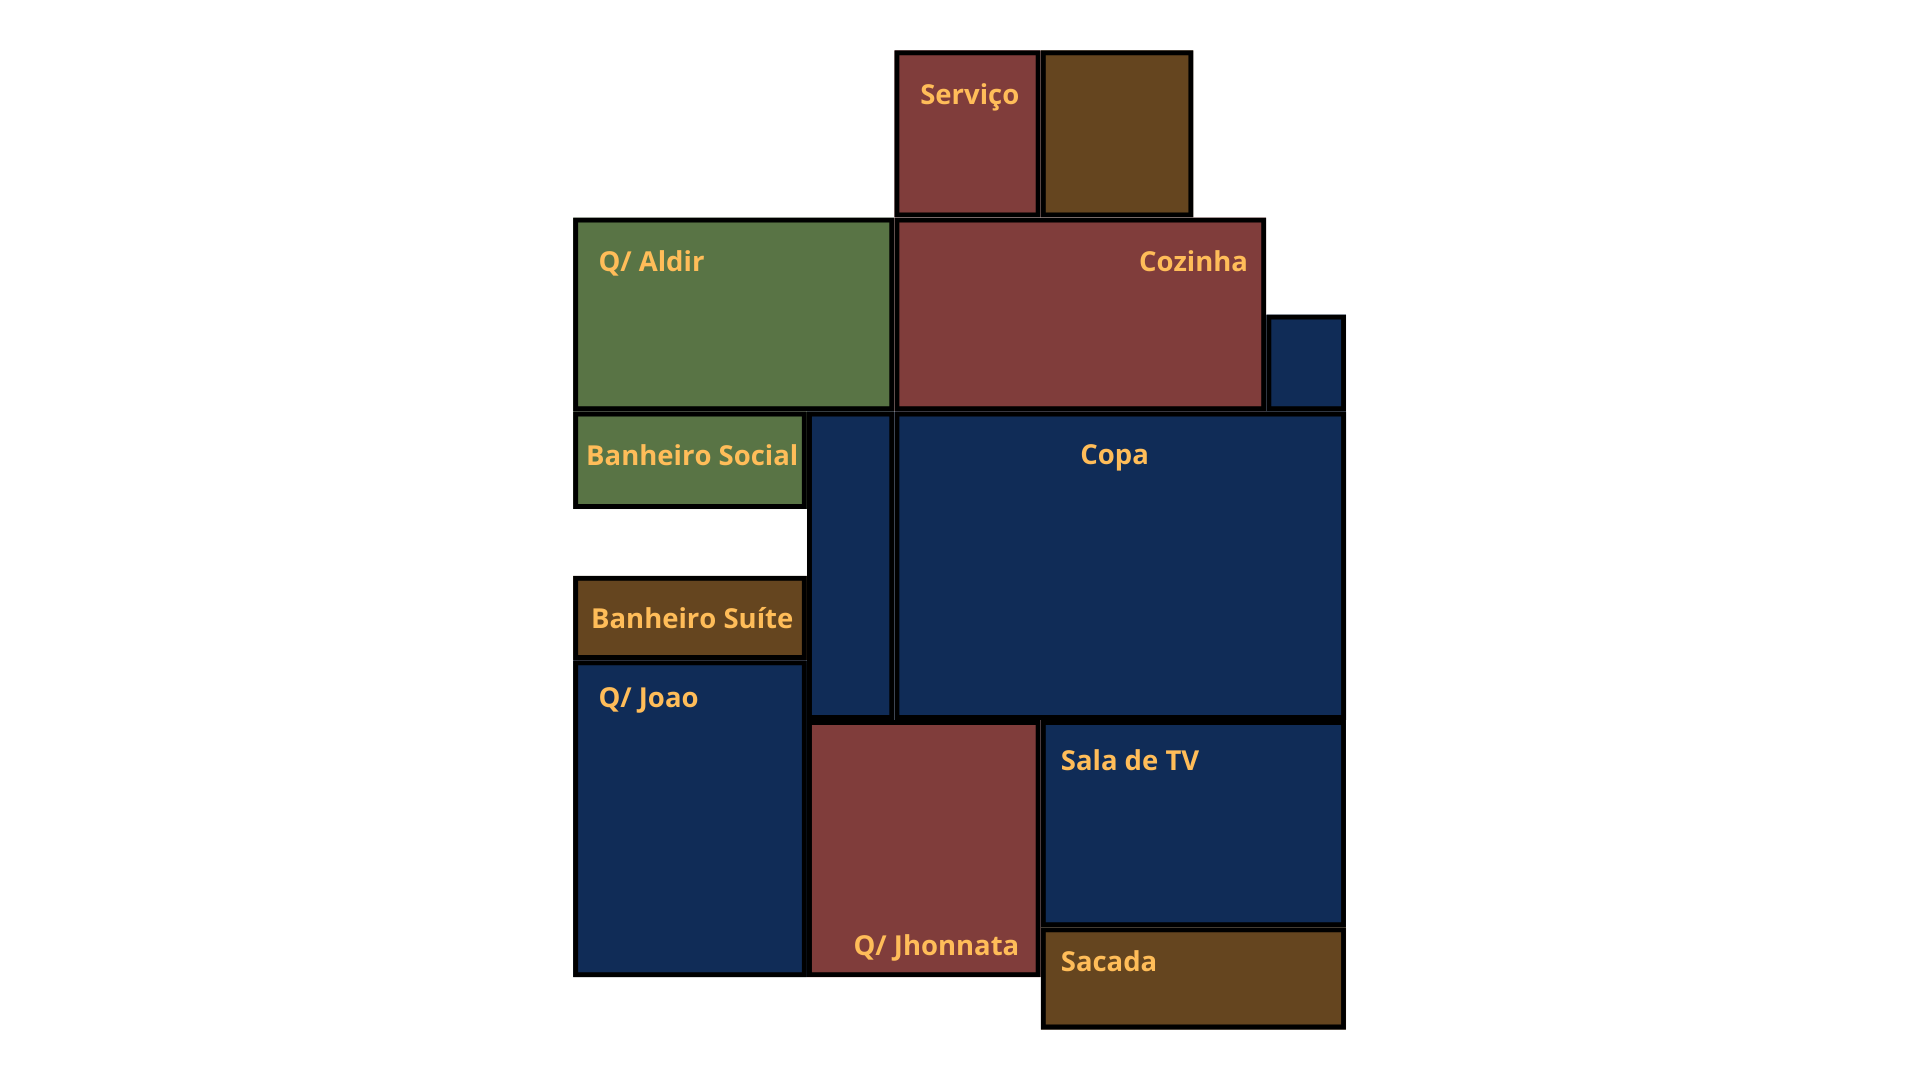 Serviço
Q/ Aldir
Cozinha
Banheiro Social
Copa
Banheiro Suíte
Q/ Joao
Sala de TV
Q/ Jhonnata
Sacada